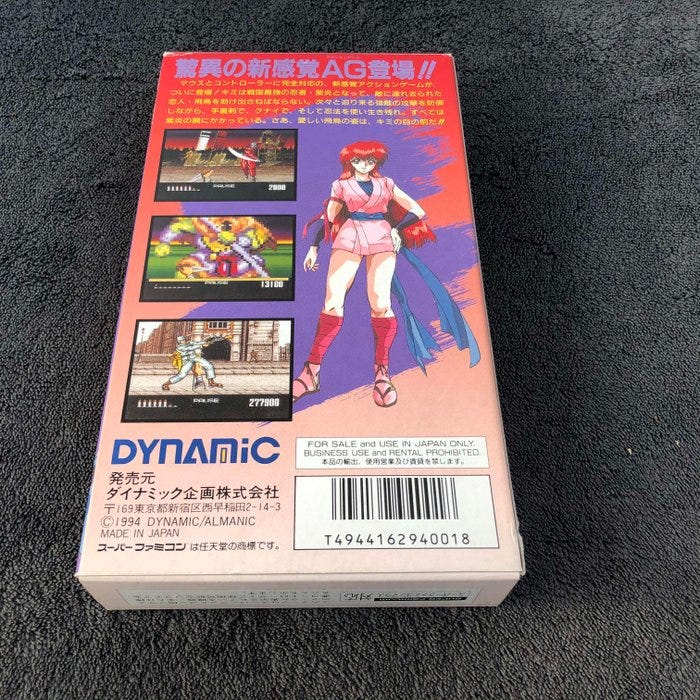 驚異の新感覚AG登場!!
マウスとコントローラーに完全対応の、新感覚アクションゲームが、
ついに登場!キミは戦国最強の忍者・紫炎となって、敵に連れ去られた
恋人・飛鳥を助け出さねばならない。次々と迫り来る強敵の攻撃を防御
しながら、手裏剣で、クナイで、そして忍法を使い生き残れ。すべては
紫炎の腕にかかっている。さあ、愛しい飛鳥の姿は、キミの目の前だ!!
PAUSE 2000
PAUSE 13100
PAUSE 277900
DYNAMiC
発売元
ダイナミック企画株式会社
〒169東京都新宿区西早稲田2-14-3
©1994 DYNAMIC/ALMANIC
MADE IN JAPAN
スーパーファミコンは任天堂の商標です。
FOR SALE and USE IN JAPAN ONLY.
BUSINESS USE and RENTAL PROHIBITED.
本品の輸出、使用営業及び賃貸を禁じます。
T4944162940018
対応